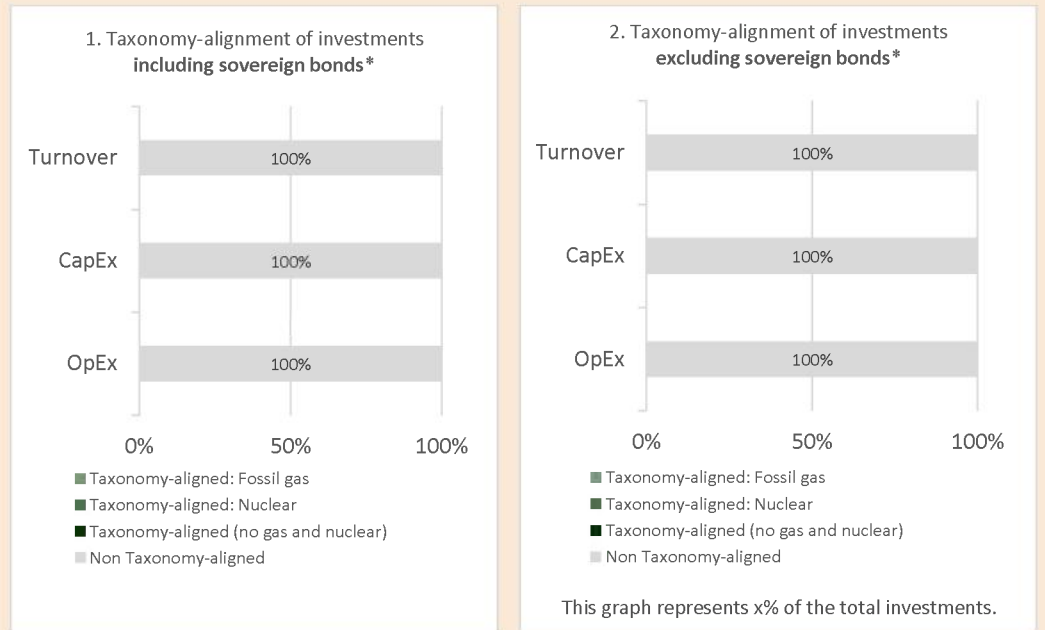 1. Taxonomy-alignment of investments
including sovereign bonds*
Turnover
100%
CapEx
100%
OpEx
100%
0% 50% 100%
Taxonomy-aligned: Fossil gas
Taxonomy-aligned: Nuclear
Taxonomy-aligned (no gas and nuclear)
Non Taxonomy-aligned
2. Taxonomy-alignment of investments
excluding sovereign bonds*
Turnover
100%
CapEx
100%
OpEx
100%
0% 50% 100%
Taxonomy-aligned: Fossil gas
Taxonomy-aligned: Nuclear
Taxonomy-aligned (no gas and nuclear)
Non Taxonomy-aligned
This graph represents x% of the total investments.